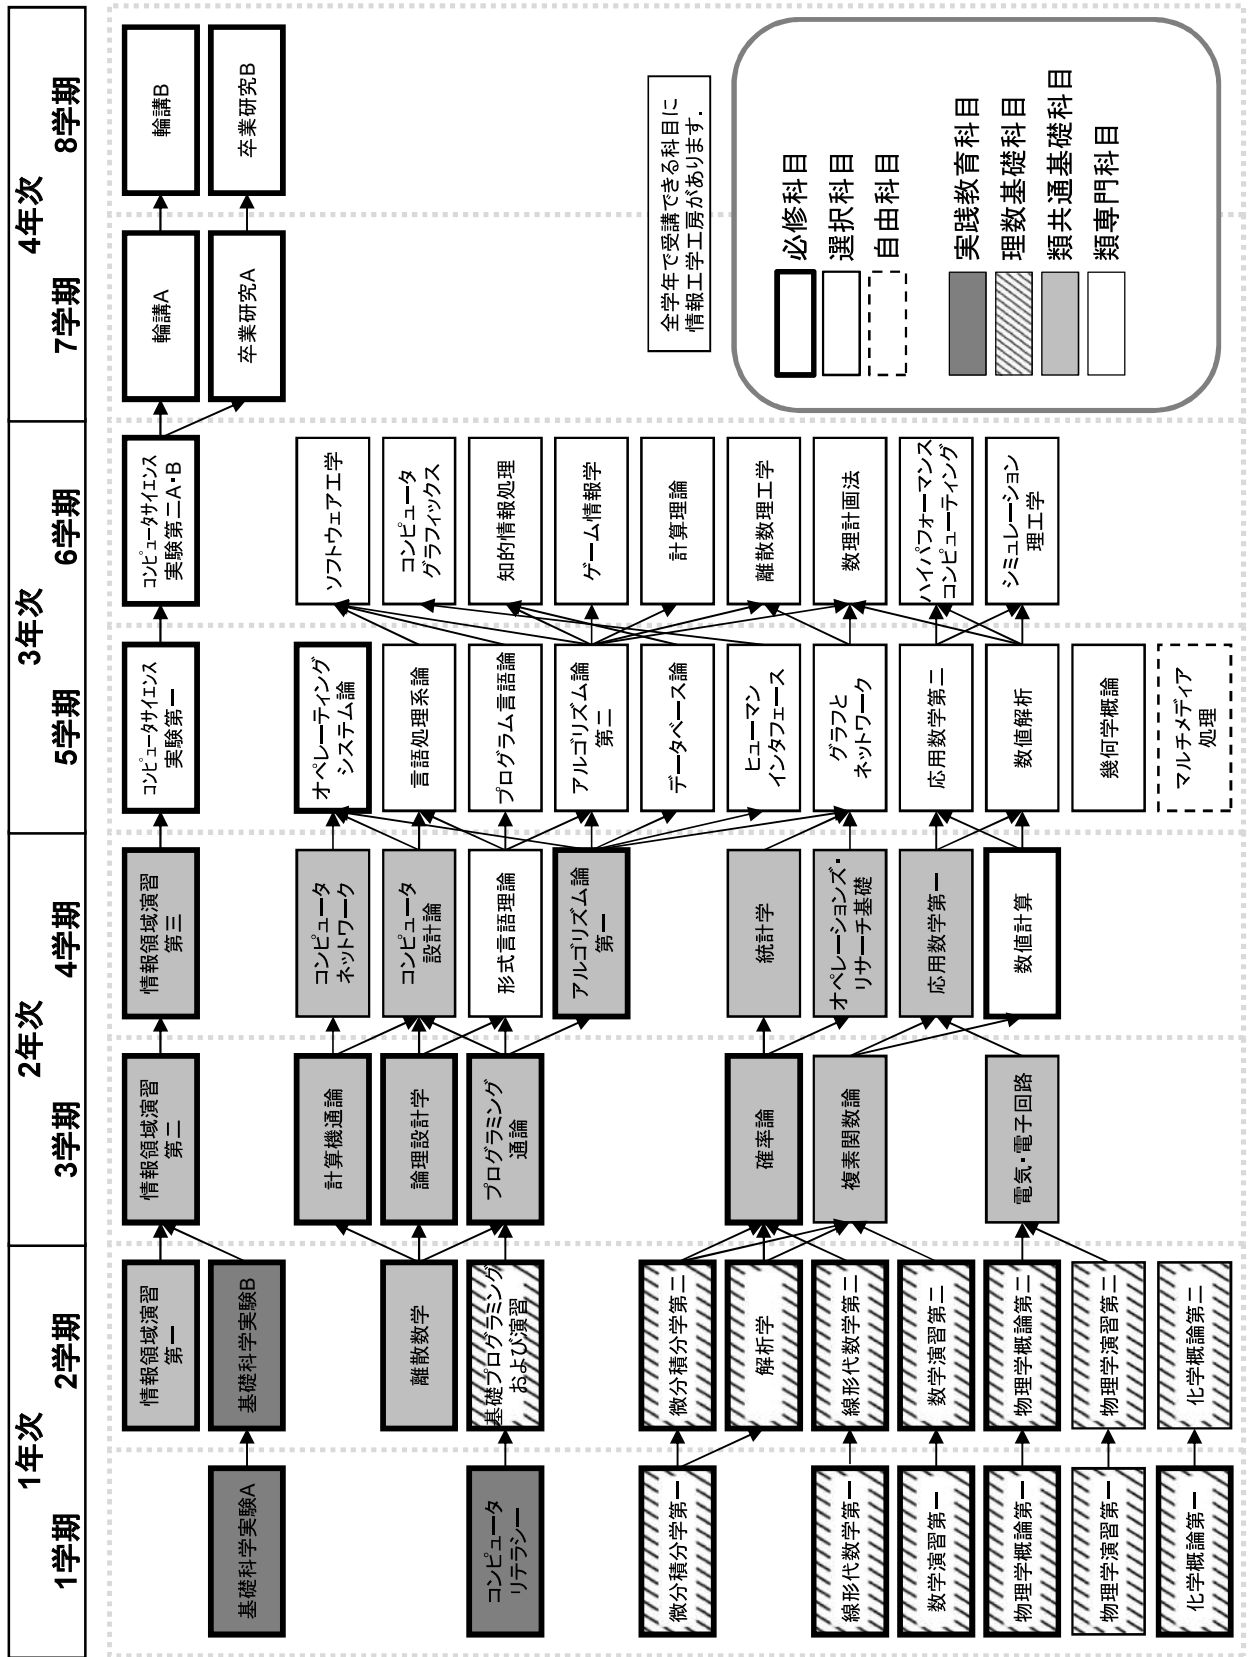 1年次
2年次
3年次
4年次
1学期
2学期
3学期
4学期
5学期
6学期
7学期
8学期
基礎科学実験A
コンピュータ
リテラシー
微分積分学第一
線形代数学第一
数学演習第一
物理学概論第一
物理学演習第一
化学概論第一
情報領域演習
第一
基礎科学実験B
離散数学
基礎プログラミング
および演習
微分積分学第二
解析学
線形代数学第二
数学演習第二
物理学概論第二
物理学演習第二
化学概論第二
情報領域演習
第二
計算機通論
論理設計学
プログラミング
通論
確率論
複素関数論
電気・電子回路
情報領域演習
第三
コンピュータ
ネットワーク
コンピュータ
設計論
形式言語理論
アルゴリズム論
第一
統計学
オペレーションズ・
リサーチ基礎
応用数学第一
数値計算
コンピュータサイエンス
実験第一
オペレーティング
システム論
言語処理系論
プログラム言語論
アルゴリズム論
第二
データベース論
ヒューマン
インタフェース
グラフと
ネットワーク
応用数学第二
数値解析
幾何学概論
マルチメディア
処理
コンピュータサイエンス
実験第二A・B
ソフトウェア工学
コンピュータ
グラフィックス
知的情報処理
ゲーム情報学
計算理論
離散数理工学
数理計画法
ハイパフォーマンス
コンピューティング
シミュレーション
理工学
輪講A
卒業研究A
輪講B
卒業研究B
全学年で受講できる科目に
情報工学工房があります.
必修科目
選択科目
自由科目
実践教育科目
理数基礎科目
類共通基礎科目
類専門科目